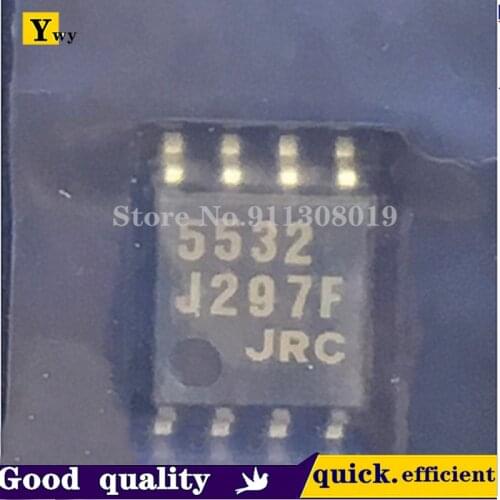 Ywy
Store No.911308019
5532
J297F
JRC
Good quality
quick.efficient